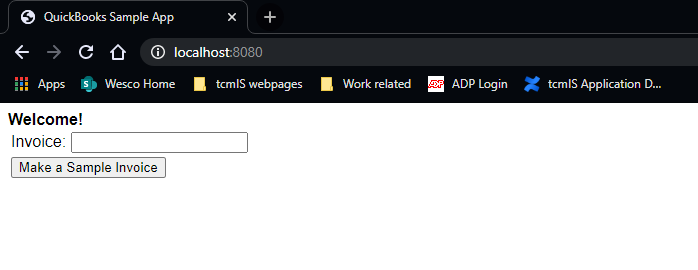 QuickBooks Sample App
localhost:8080
Apps Wesco Home tcmIS webpages Work related ADP ADP Login tcmIS Application D...
Welcome!
Invoice:
Make a Sample Invoice